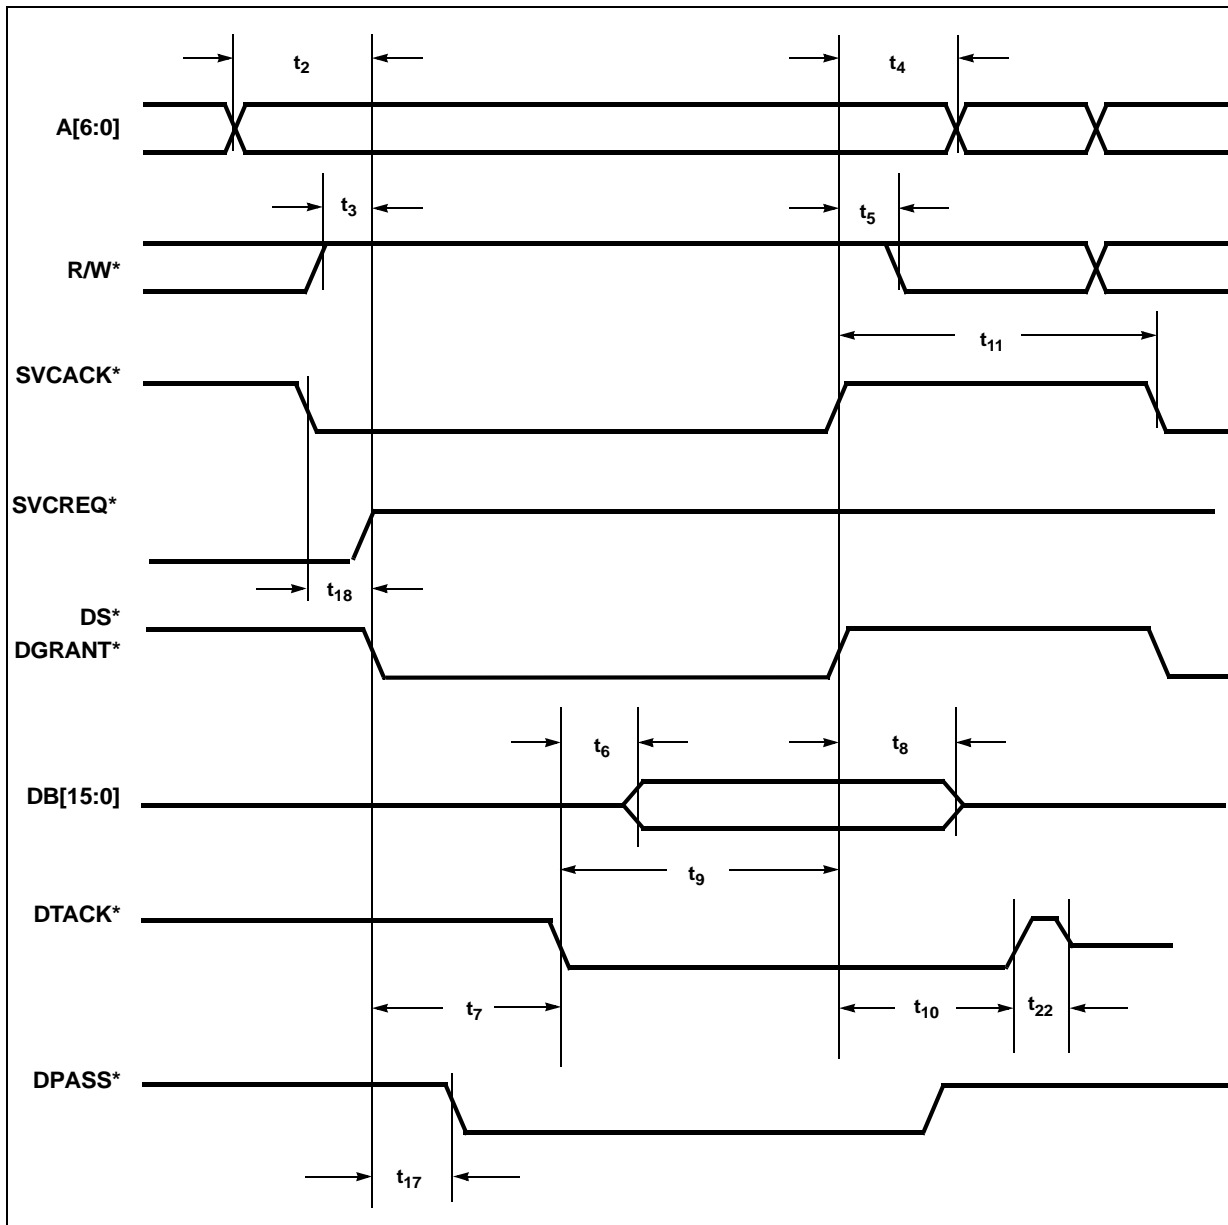 t2
t4
A[6:0]
t3
t5
R/W*
t11
SVCACK*
SVCREQ*
t18
DS*
DGRANT*
t6
t8
DB[15:0]
t9
DTACK*
t7
t10
t22
DPASS*
t17